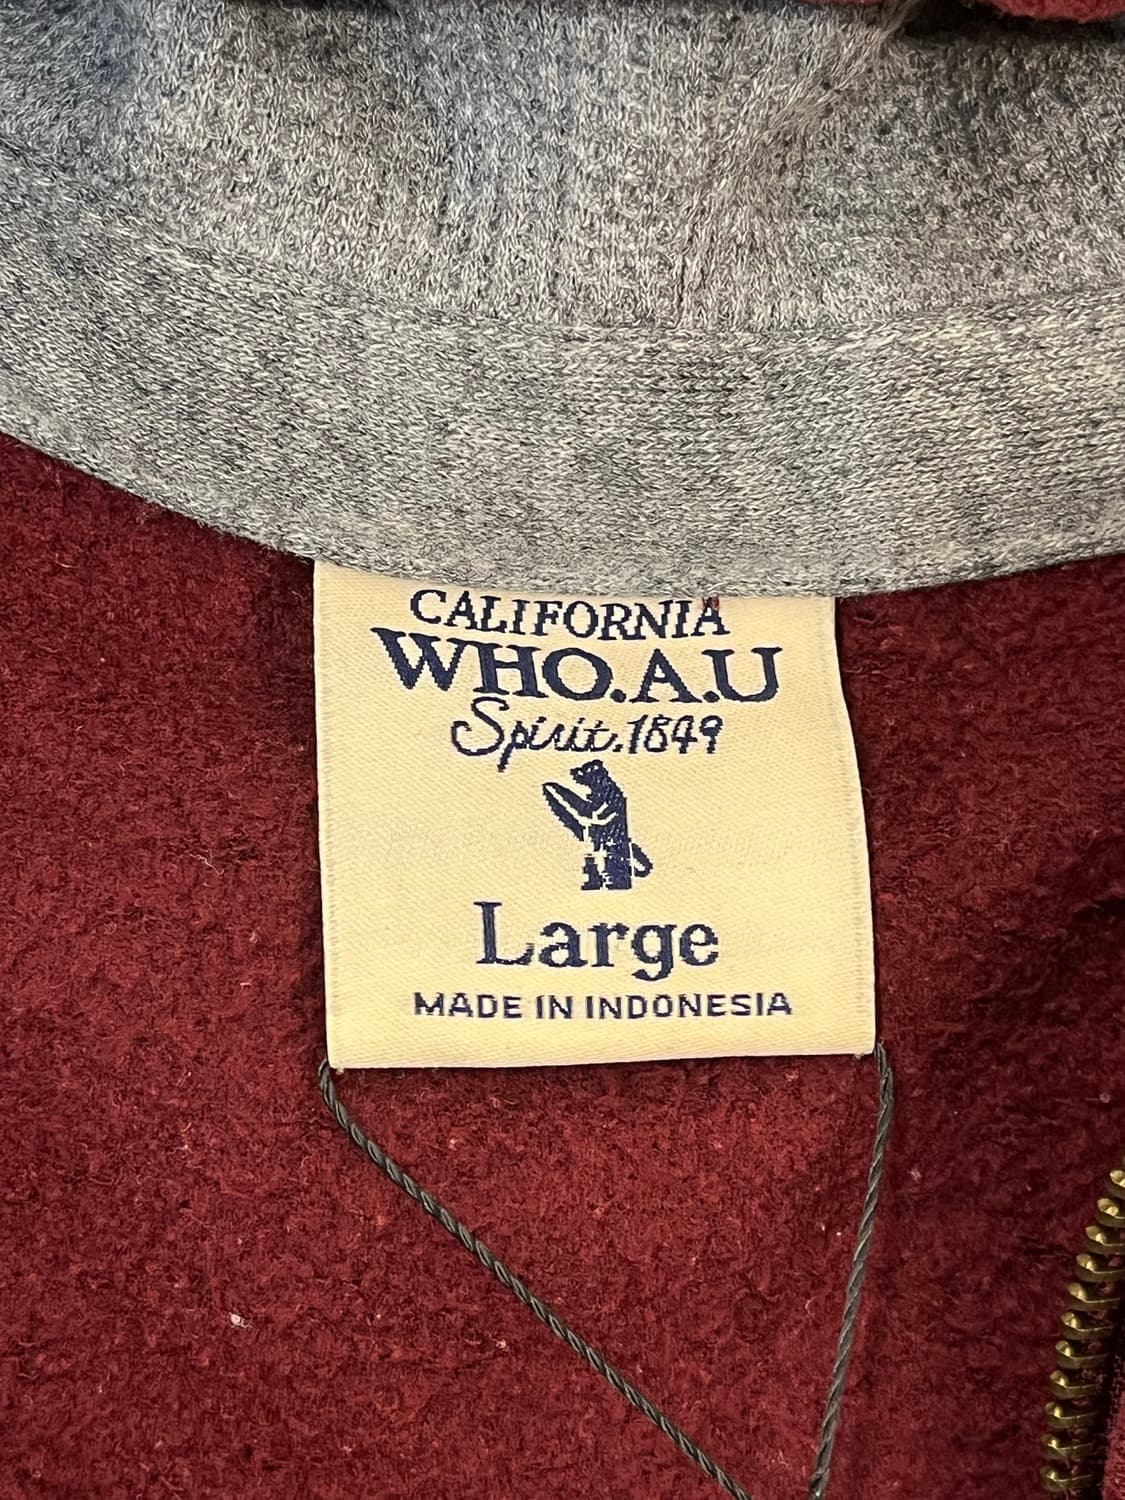 CALIFORNIA
WHO.A.U
Spirit.1849
Large
MADE IN INDONESIA